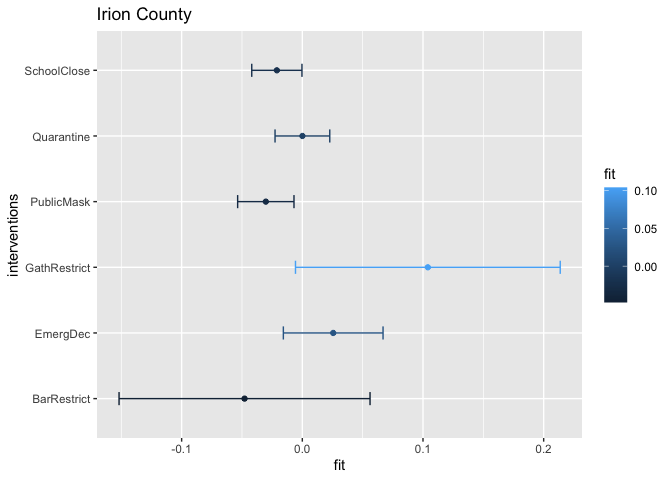 Irion County
interventions
SchoolClose
Quarantine
PublicMask
GathRestrict
EmergDec
BarRestrict
-0.1
0.0
0.1
0.2
fit
fit
0.10
0.05
0.00